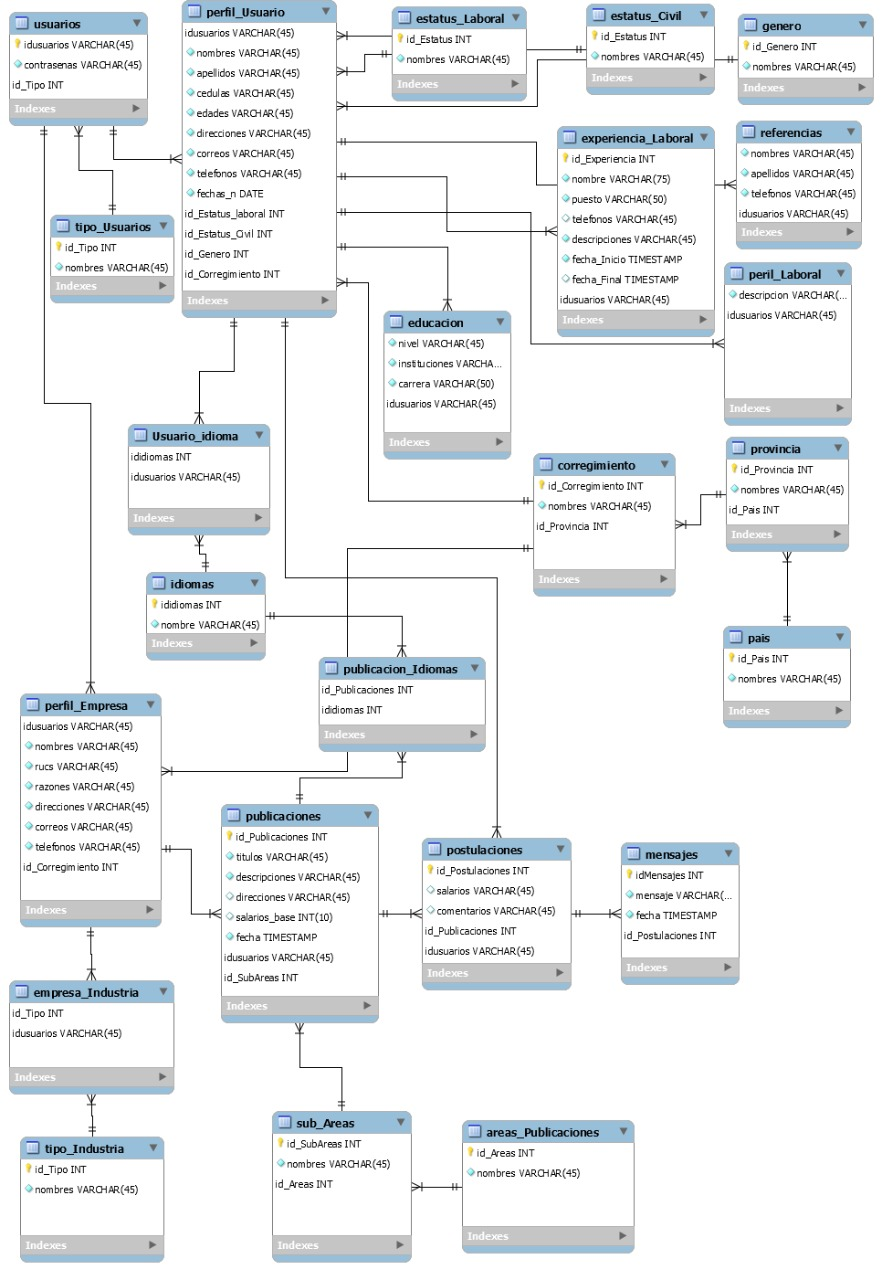 usuarios
idusuarios VARCHAR(45)
contrasenas VARCHAR(45)
id_Tipo INT
Indexes
perfil_Usuario
idusuarios VARCHAR(45)
nombres VARCHAR(45)
apellidos VARCHAR(45)
cedulas VARCHAR(45)
edades VARCHAR(45)
direcciones VARCHAR(45)
correos VARCHAR(45)
telefonos VARCHAR(45)
fechas_n DATE
id_Estatus_laboral INT
id_Estatus_Civil INT
id_Genero INT
id_Corregimiento INT
Indexes
estatus_Laboral
id_Estatus INT
nombres VARCHAR(45)
Indexes
estatus_Civil
id_Estatus INT
nombres VARCHAR(45)
Indexes
genero
id_Genero INT
nombres VARCHAR(45)
Indexes
tipo_Usuarios
id_Tipo INT
nombres VARCHAR(45)
Indexes
experiencia_Laboral
id_Experiencia INT
nombre VARCHAR(75)
puesto VARCHAR(50)
telefonos VARCHAR(45)
descripciones VARCHAR(45)
fecha_Inicio TIMESTAMP
fecha_Final TIMESTAMP
idusuarios VARCHAR(45)
Indexes
referencias
nombres VARCHAR(45)
apellidos VARCHAR(45)
telefonos VARCHAR(45)
idusuarios VARCHAR(45)
Indexes
peril_Laboral
descripcion VARCHAR(...
idusuarios VARCHAR(45)
Indexes
educacion
nivel VARCHAR(45)
instituciones VARCHA...
carrera VARCHAR(50)
idusuarios VARCHAR(45)
Indexes
Usuario_idioma
ididiomas INT
idusuarios VARCHAR(45)
Indexes
corregimiento
id_Corregimiento INT
nombres VARCHAR(45)
id_Provincia INT
Indexes
provincia
id_Provincia INT
nombres VARCHAR(45)
id_Pais INT
Indexes
idiomas
ididiomas INT
nombre VARCHAR(45)
Indexes
pais
id_Pais INT
nombres VARCHAR(45)
Indexes
publicacion_Idiomas
id_Publicaciones INT
ididiomas INT
Indexes
perfil_Empresa
idusuarios VARCHAR(45)
nombres VARCHAR(45)
rucs VARCHAR(45)
razones VARCHAR(45)
direcciones VARCHAR(45)
correos VARCHAR(45)
telefonos VARCHAR(45)
id_Corregimiento INT
Indexes
publicaciones
id_Publicaciones INT
titulos VARCHAR(45)
descripciones VARCHAR(45)
direcciones VARCHAR(45)
salarios_base INT(10)
fecha TIMESTAMP
idusuarios VARCHAR(45)
id_SubAreas INT
Indexes
postulaciones
id_Postulaciones INT
salarios VARCHAR(45)
comentarios VARCHAR(45)
id_Publicaciones INT
idusuarios VARCHAR(45)
Indexes
mensajes
idMensajes INT
mensaje VARCHAR(...
fecha TIMESTAMP
id_Postulaciones INT
Indexes
empresa_Industria
id_Tipo INT
idusuarios VARCHAR(45)
Indexes
tipo_Industria
id_Tipo INT
nombres VARCHAR(45)
Indexes
sub_Areas
id_SubAreas INT
nombres VARCHAR(45)
id_Areas INT
Indexes
areas_Publicaciones
id_Areas INT
nombres VARCHAR(45)
Indexes